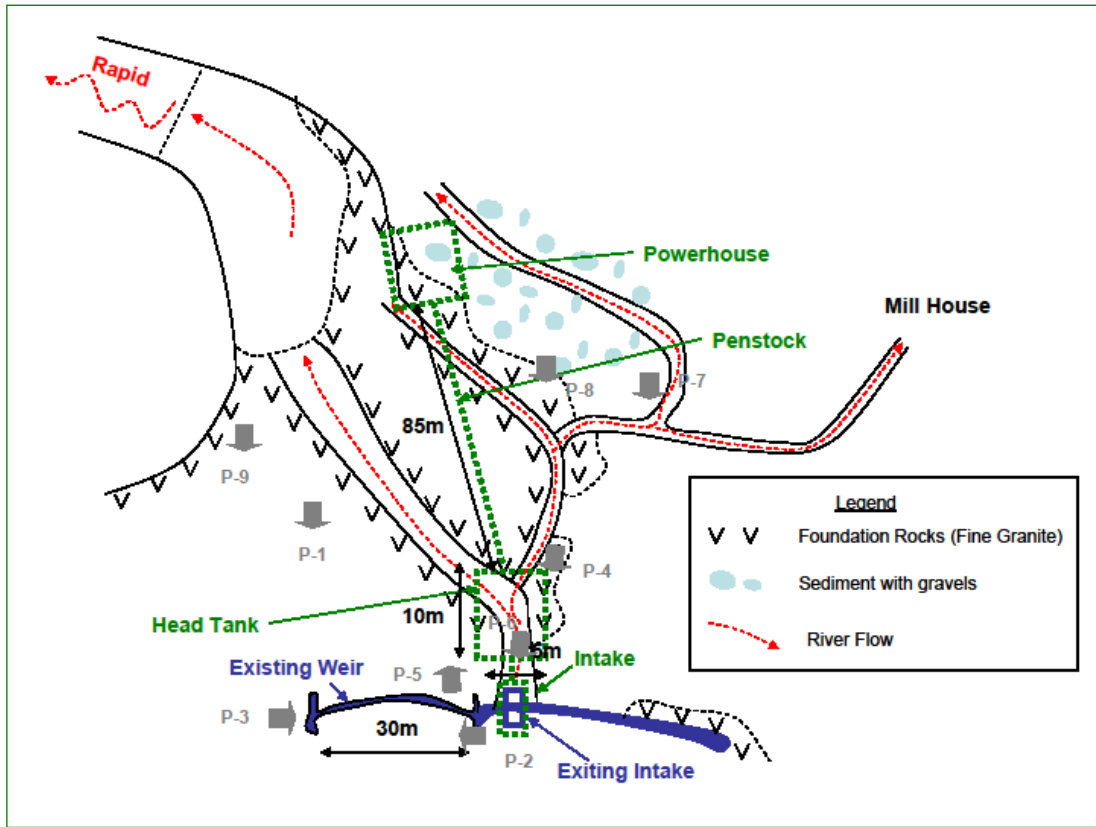 Rapid
Powerhouse
Mill House
Penstock
P-8
P-7
85m
P-9
P-1
P-4
Legend
Foundation Rocks (Fine Granite)
Sediment with gravels
River Flow
Head Tank
10m
P-6
5m
Intake
Existing Weir
P-5
P-3
30m
P-2
Exiting Intake